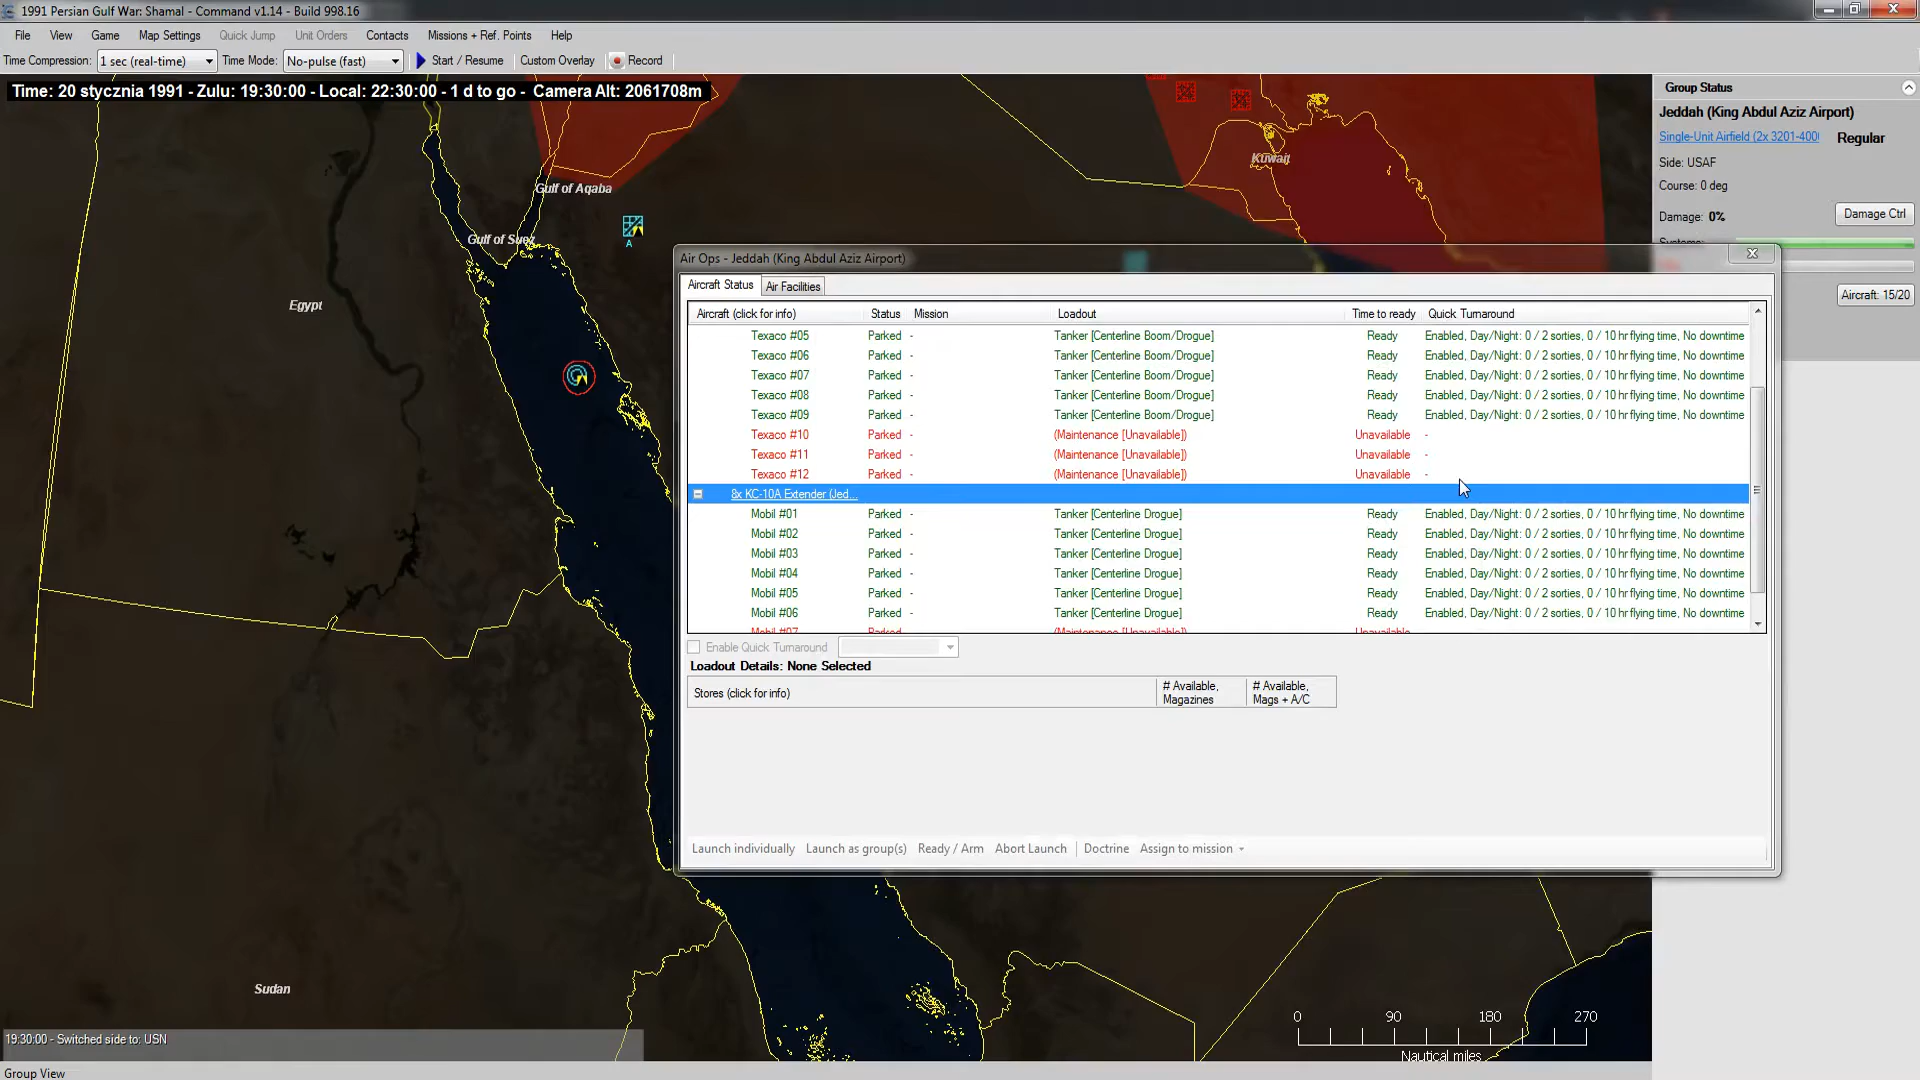 1991 Persian Gulf War: Shamal - Command v1.14 - Build 998.16
File View Game Map Settings Quick Jump Unit Orders Contacts Missions + Ref. Points Help
Time Compression: 1 sec (real-time) Time Mode: No-pulse (fast) Start / Resume Custom Overlay Record
Time: 20 stycznia 1991 - Zulu: 19:30:00 - Local: 22:30:00 - 1 d to go - Camera Alt: 2061708m
Group Status
Jeddah (King Abdul Aziz Airport)
Single-Unit Airfield (2x 3201-400 Regular
Side: USAF
Course: 0 deg
Damage: 0% Damage Ctrl
Aircraft: 15/20
Kuwait
Gulf of Aqaba
Gulf of Suez
A
Egypt
Sudan
Air Ops - Jeddah (King Abdul Aziz Airport)
Aircraft Status Air Facilities
Aircraft (click for info) Status Mission Loadout Time to ready Quick Turnaround
Texaco #05 Parked - Tanker [Centerline Boom/Drogue] Ready Enabled, Day/Night: 0 / 2 sorties, 0 / 10 hr flying time, No downtime
Texaco #06 Parked - Tanker [Centerline Boom/Drogue] Ready Enabled, Day/Night: 0 / 2 sorties, 0 / 10 hr flying time, No downtime
Texaco #07 Parked - Tanker [Centerline Boom/Drogue] Ready Enabled, Day/Night: 0 / 2 sorties, 0 / 10 hr flying time, No downtime
Texaco #08 Parked - Tanker [Centerline Boom/Drogue] Ready Enabled, Day/Night: 0 / 2 sorties, 0 / 10 hr flying time, No downtime
Texaco #09 Parked - Tanker [Centerline Boom/Drogue] Ready Enabled, Day/Night: 0 / 2 sorties, 0 / 10 hr flying time, No downtime
Texaco #10 Parked - (Maintenance [Unavailable]) Unavailable -
Texaco #11 Parked - (Maintenance [Unavailable]) Unavailable -
Texaco #12 Parked - (Maintenance [Unavailable]) Unavailable -
8x KC-10A Extender (Jed...
Mobil #01 Parked - Tanker [Centerline Drogue] Ready Enabled, Day/Night: 0 / 2 sorties, 0 / 10 hr flying time, No downtime
Mobil #02 Parked - Tanker [Centerline Drogue] Ready Enabled, Day/Night: 0 / 2 sorties, 0 / 10 hr flying time, No downtime
Mobil #03 Parked - Tanker [Centerline Drogue] Ready Enabled, Day/Night: 0 / 2 sorties, 0 / 10 hr flying time, No downtime
Mobil #04 Parked - Tanker [Centerline Drogue] Ready Enabled, Day/Night: 0 / 2 sorties, 0 / 10 hr flying time, No downtime
Mobil #05 Parked - Tanker [Centerline Drogue] Ready Enabled, Day/Night: 0 / 2 sorties, 0 / 10 hr flying time, No downtime
Mobil #06 Parked - Tanker [Centerline Drogue] Ready Enabled, Day/Night: 0 / 2 sorties, 0 / 10 hr flying time, No downtime
Mobil #07 Parked (Maintenance [Unavailable]) Unavailable
Enable Quick Turnaround
Loadout Details: None Selected
Stores (click for info) # Available, Magazines # Available, Mags + A/C
Launch individually Launch as group(s) Ready / Arm Abort Launch Doctrine Assign to mission
0 90 180 270
Nautical miles
19:30:00 - Switched side to: USN
Group View